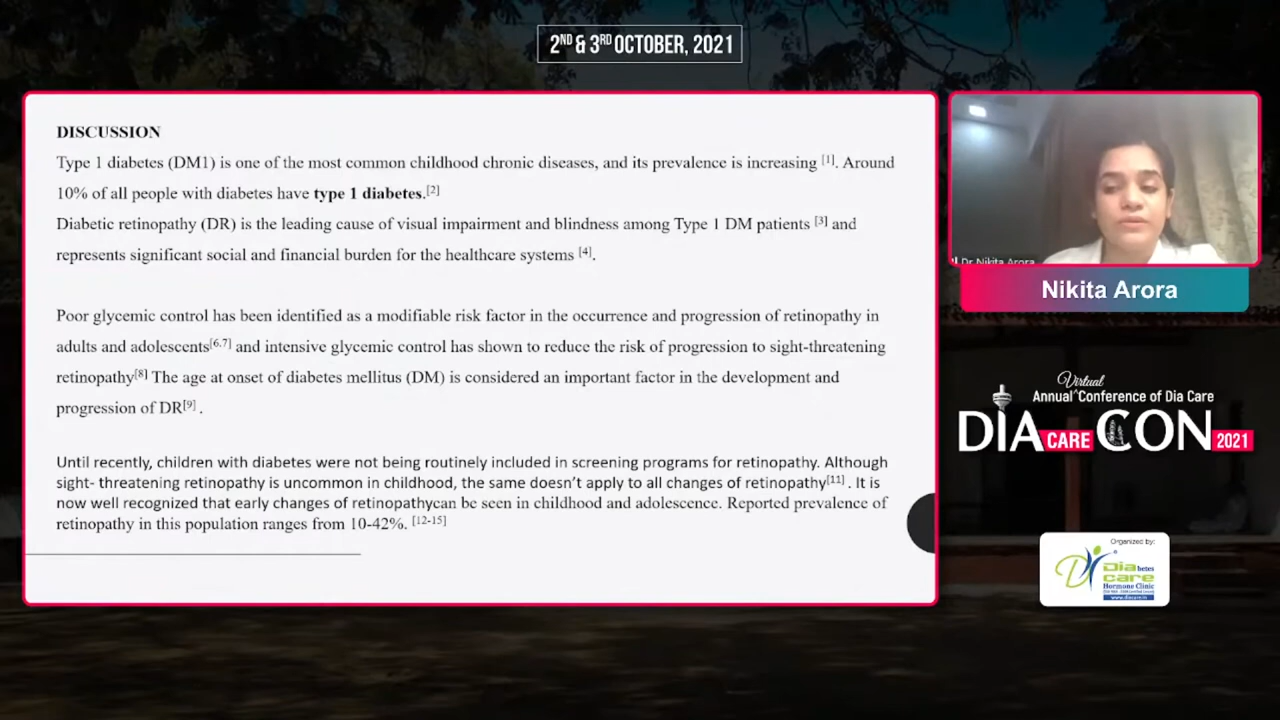 2ND & 3RD OCTOBER, 2021
DISCUSSION
Type 1 diabetes (DM1) is one of the most common childhood chronic diseases, and its prevalence is increasing [1]. Around
10% of all people with diabetes have type 1 diabetes.[2]
Diabetic retinopathy (DR) is the leading cause of visual impairment and blindness among Type 1 DM patients [3] and
represents significant social and financial burden for the healthcare systems [4].
Poor glycemic control has been identified as a modifiable risk factor in the occurrence and progression of retinopathy in
adults and adolescents[6,7] and intensive glycemic control has shown to reduce the risk of progression to sight-threatening
retinopathy[8] The age at onset of diabetes mellitus (DM) is considered an important factor in the development and
progression of DR[9] .
Until recently, children with diabetes were not being routinely included in screening programs for retinopathy. Although
sight- threatening retinopathy is uncommon in childhood, the same doesn't apply to all changes of retinopathy[11] . It is
now well recognized that early changes of retinopathycan be seen in childhood and adolescence. Reported prevalence of
retinopathy in this population ranges from 10-42%. [12-15]
Dr Nikita Arora
Nikita Arora
Virtual
Annual Conference of Dia Care
DIA CARE CON 2021
Organized by:
Diabetes
care
Hormone Clinic
www.diacare.in